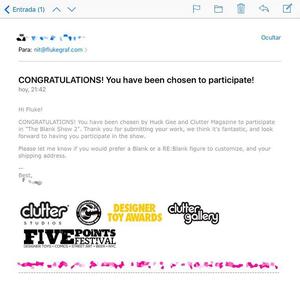 Entrada (1)
Ocultar
Para: nit@flukegraf.com
CONGRATULATIONS! You have been chosen to participate!
hoy, 21:42
Hi Fluke!
CONGRATULATIONS! You have been chosen by Huck Gee and Clutter Magazine to participate
in "The Blank Show 2". Thank you for submitting your work, we think it's fantastic, and look
forward to having you participate in the show.
Please let me know if you would prefer a Blank or a RE:Blank figure to customize, and your
shipping address.
--
Best,
clutter
STUDIOS
DESIGNER
TOY AWARDS
clutter
gallery
FIVE POINTS
FESTIVAL
DESIGNER TOYS • COMICS • STREET ART • BEER • NYC